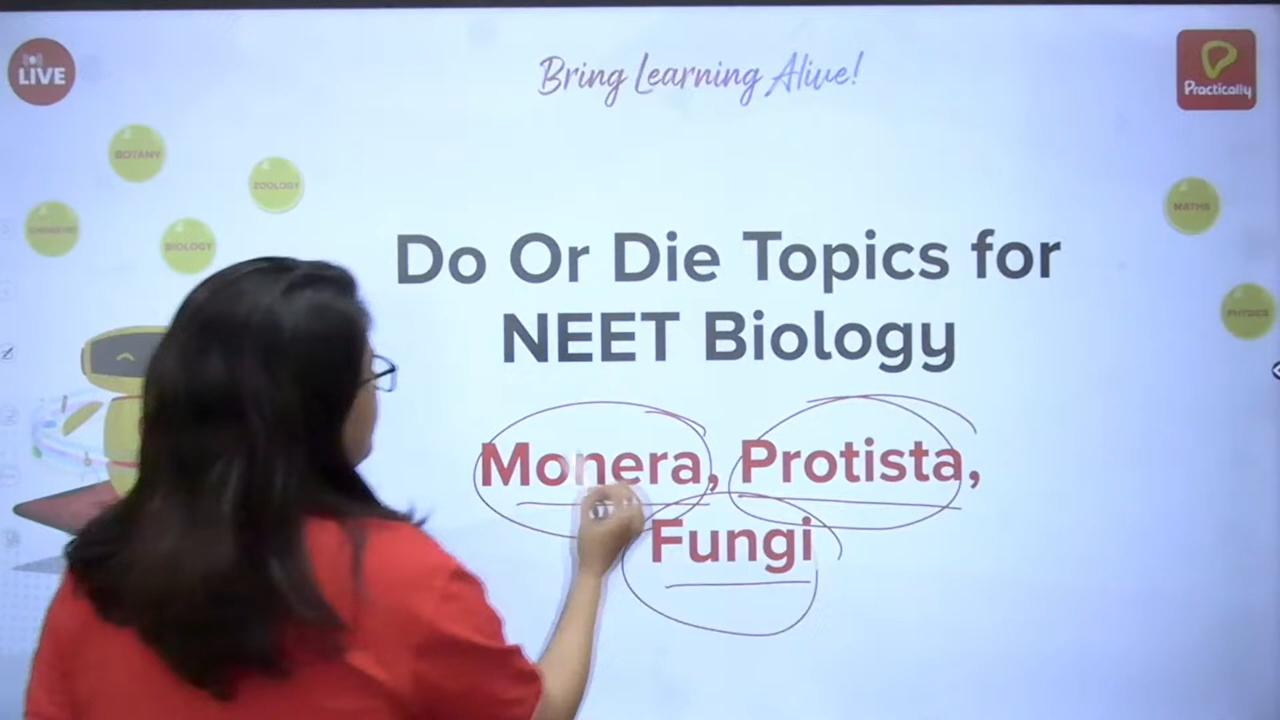 LIVE
Bring Learning Alive!
Practically
BOTANY
ZOOLOGY
BIOLOGY
MATHS
PHYSICS
Do Or Die Topics for
NEET Biology
Monera, Protista,
Fungi